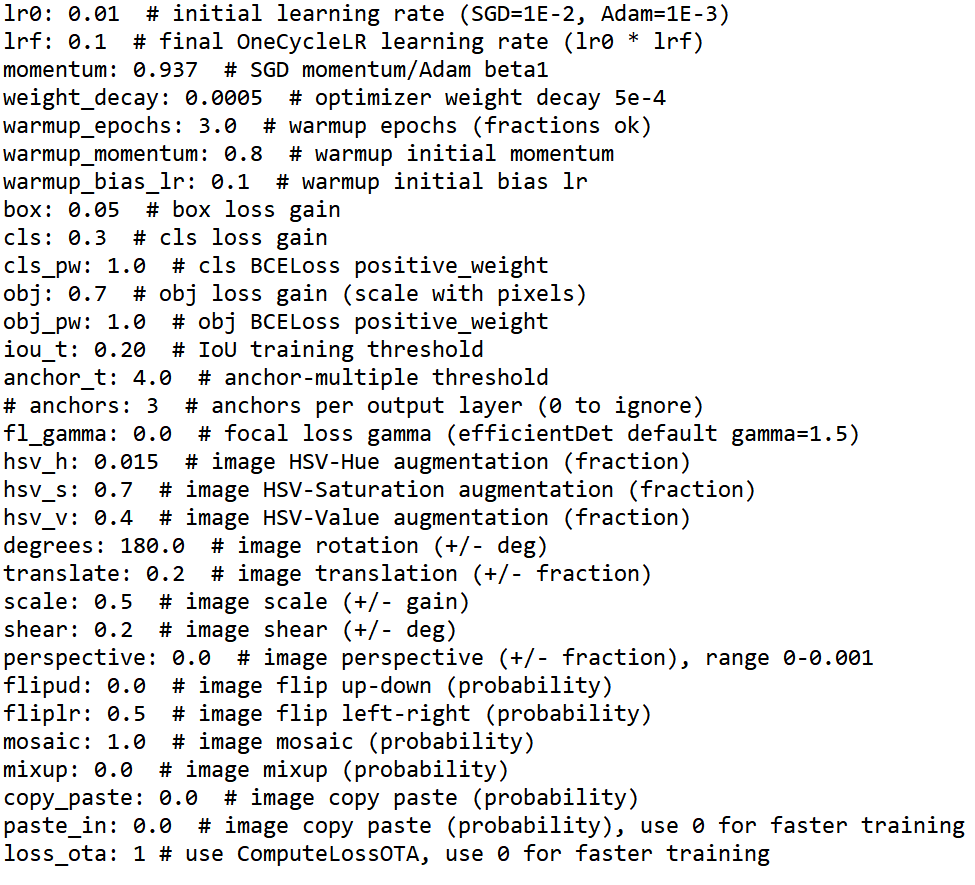 lr0: 0.01  # initial learning rate (SGD=1E-2, Adam=1E-3)
lrf: 0.1  # final OneCycleLR learning rate (lr0 * lrf)
momentum: 0.937  # SGD momentum/Adam beta1
weight_decay: 0.0005  # optimizer weight decay 5e-4
warmup_epochs: 3.0  # warmup epochs (fractions ok)
warmup_momentum: 0.8  # warmup initial momentum
warmup_bias_lr: 0.1  # warmup initial bias lr
box: 0.05  # box loss gain
cls: 0.3  # cls loss gain
cls_pw: 1.0  # cls BCELoss positive_weight
obj: 0.7  # obj loss gain (scale with pixels)
obj_pw: 1.0  # obj BCELoss positive_weight
iou_t: 0.20  # IoU training threshold
anchor_t: 4.0  # anchor-multiple threshold
# anchors: 3  # anchors per output layer (0 to ignore)
fl_gamma: 0.0  # focal loss gamma (efficientDet default gamma=1.5)
hsv_h: 0.015  # image HSV-Hue augmentation (fraction)
hsv_s: 0.7  # image HSV-Saturation augmentation (fraction)
hsv_v: 0.4  # image HSV-Value augmentation (fraction)
degrees: 180.0  # image rotation (+/- deg)
translate: 0.2  # image translation (+/- fraction)
scale: 0.5  # image scale (+/- gain)
shear: 0.2  # image shear (+/- deg)
perspective: 0.0  # image perspective (+/- fraction), range 0-0.001
flipud: 0.0  # image flip up-down (probability)
fliplr: 0.5  # image flip left-right (probability)
mosaic: 1.0  # image mosaic (probability)
mixup: 0.0  # image mixup (probability)
copy_paste: 0.0  # image copy paste (probability)
paste_in: 0.0  # image copy paste (probability), use 0 for faster training
loss_ota: 1 # use ComputeLossOTA, use 0 for faster training